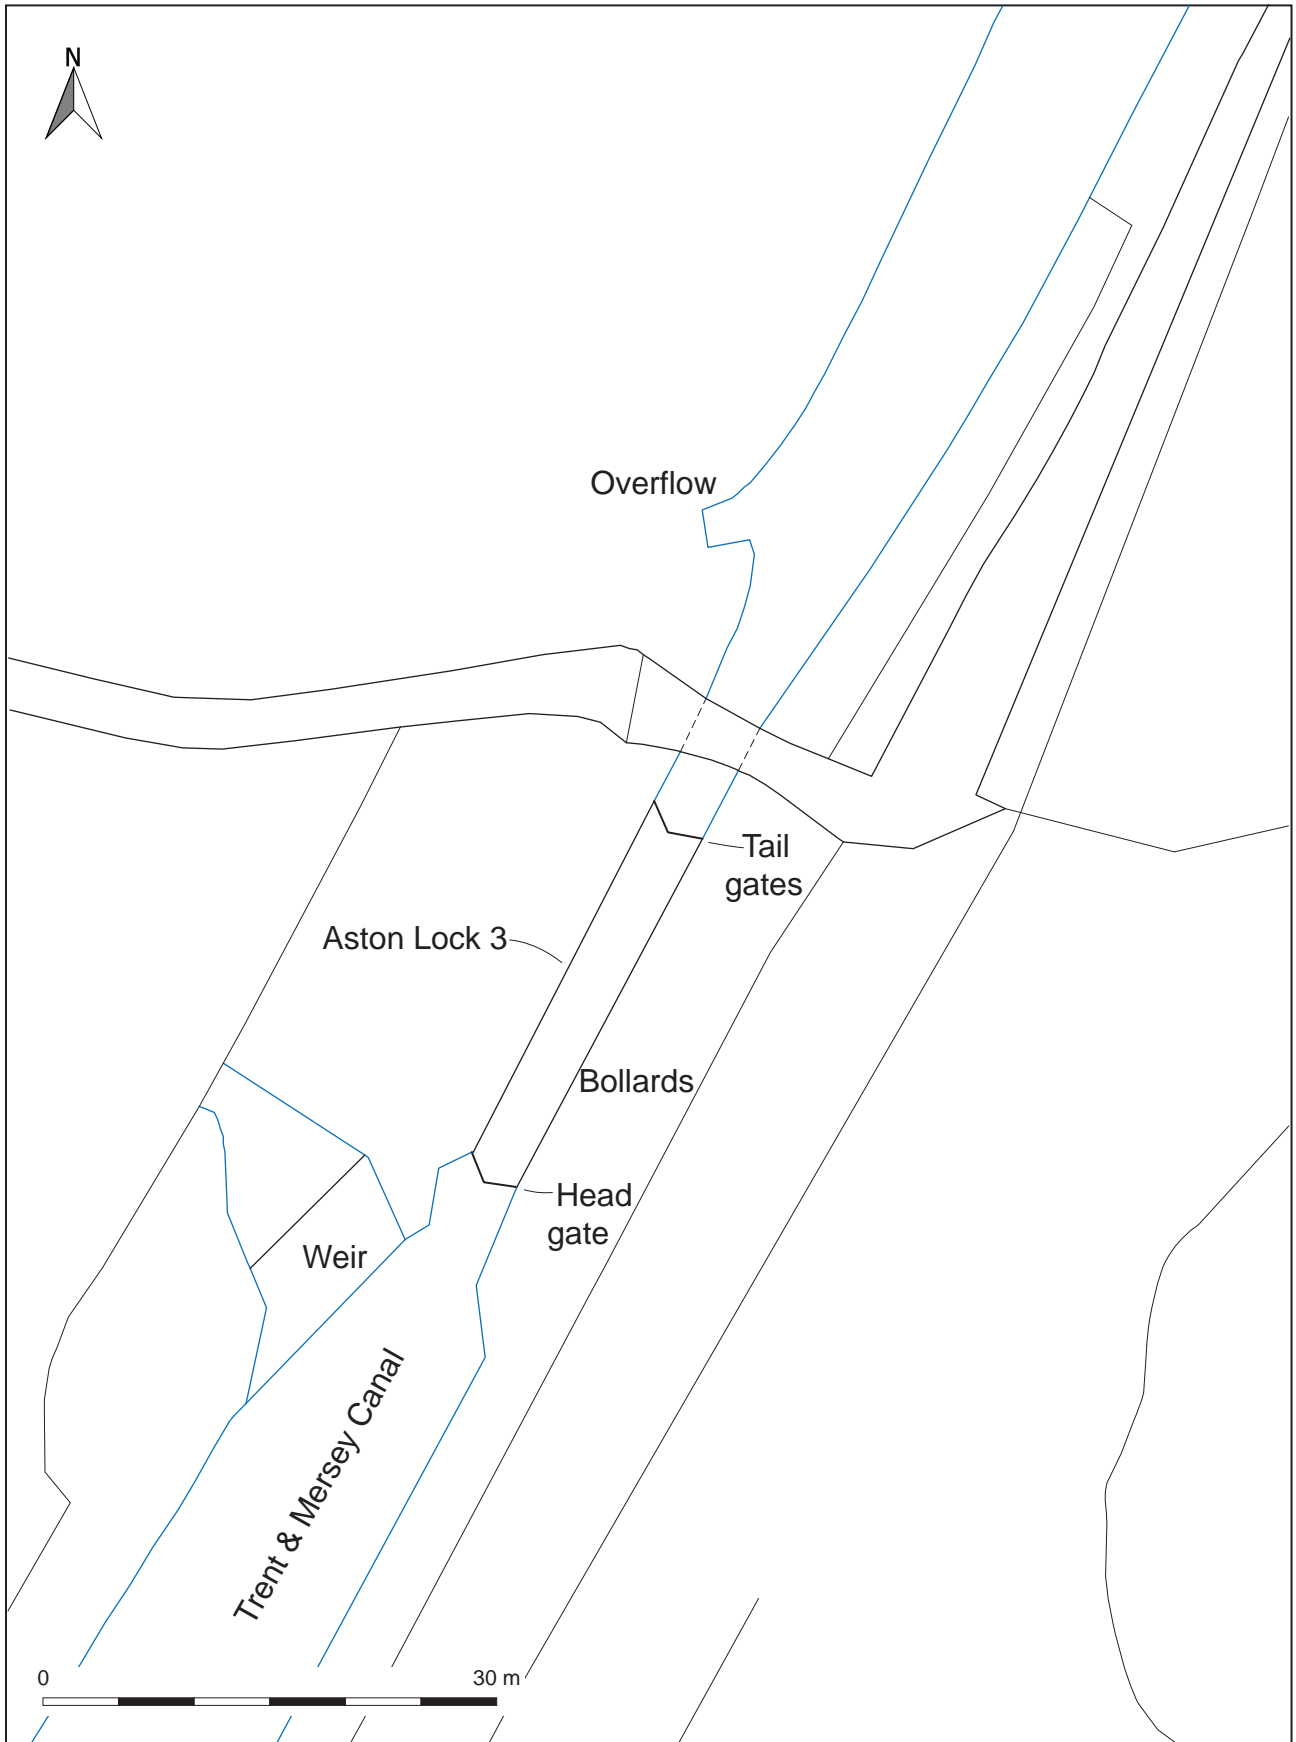 N
Overflow
Tail
gates
Aston Lock 3
Bollards
Head
gate
Weir
Trent & Mersey Canal
0
30 m